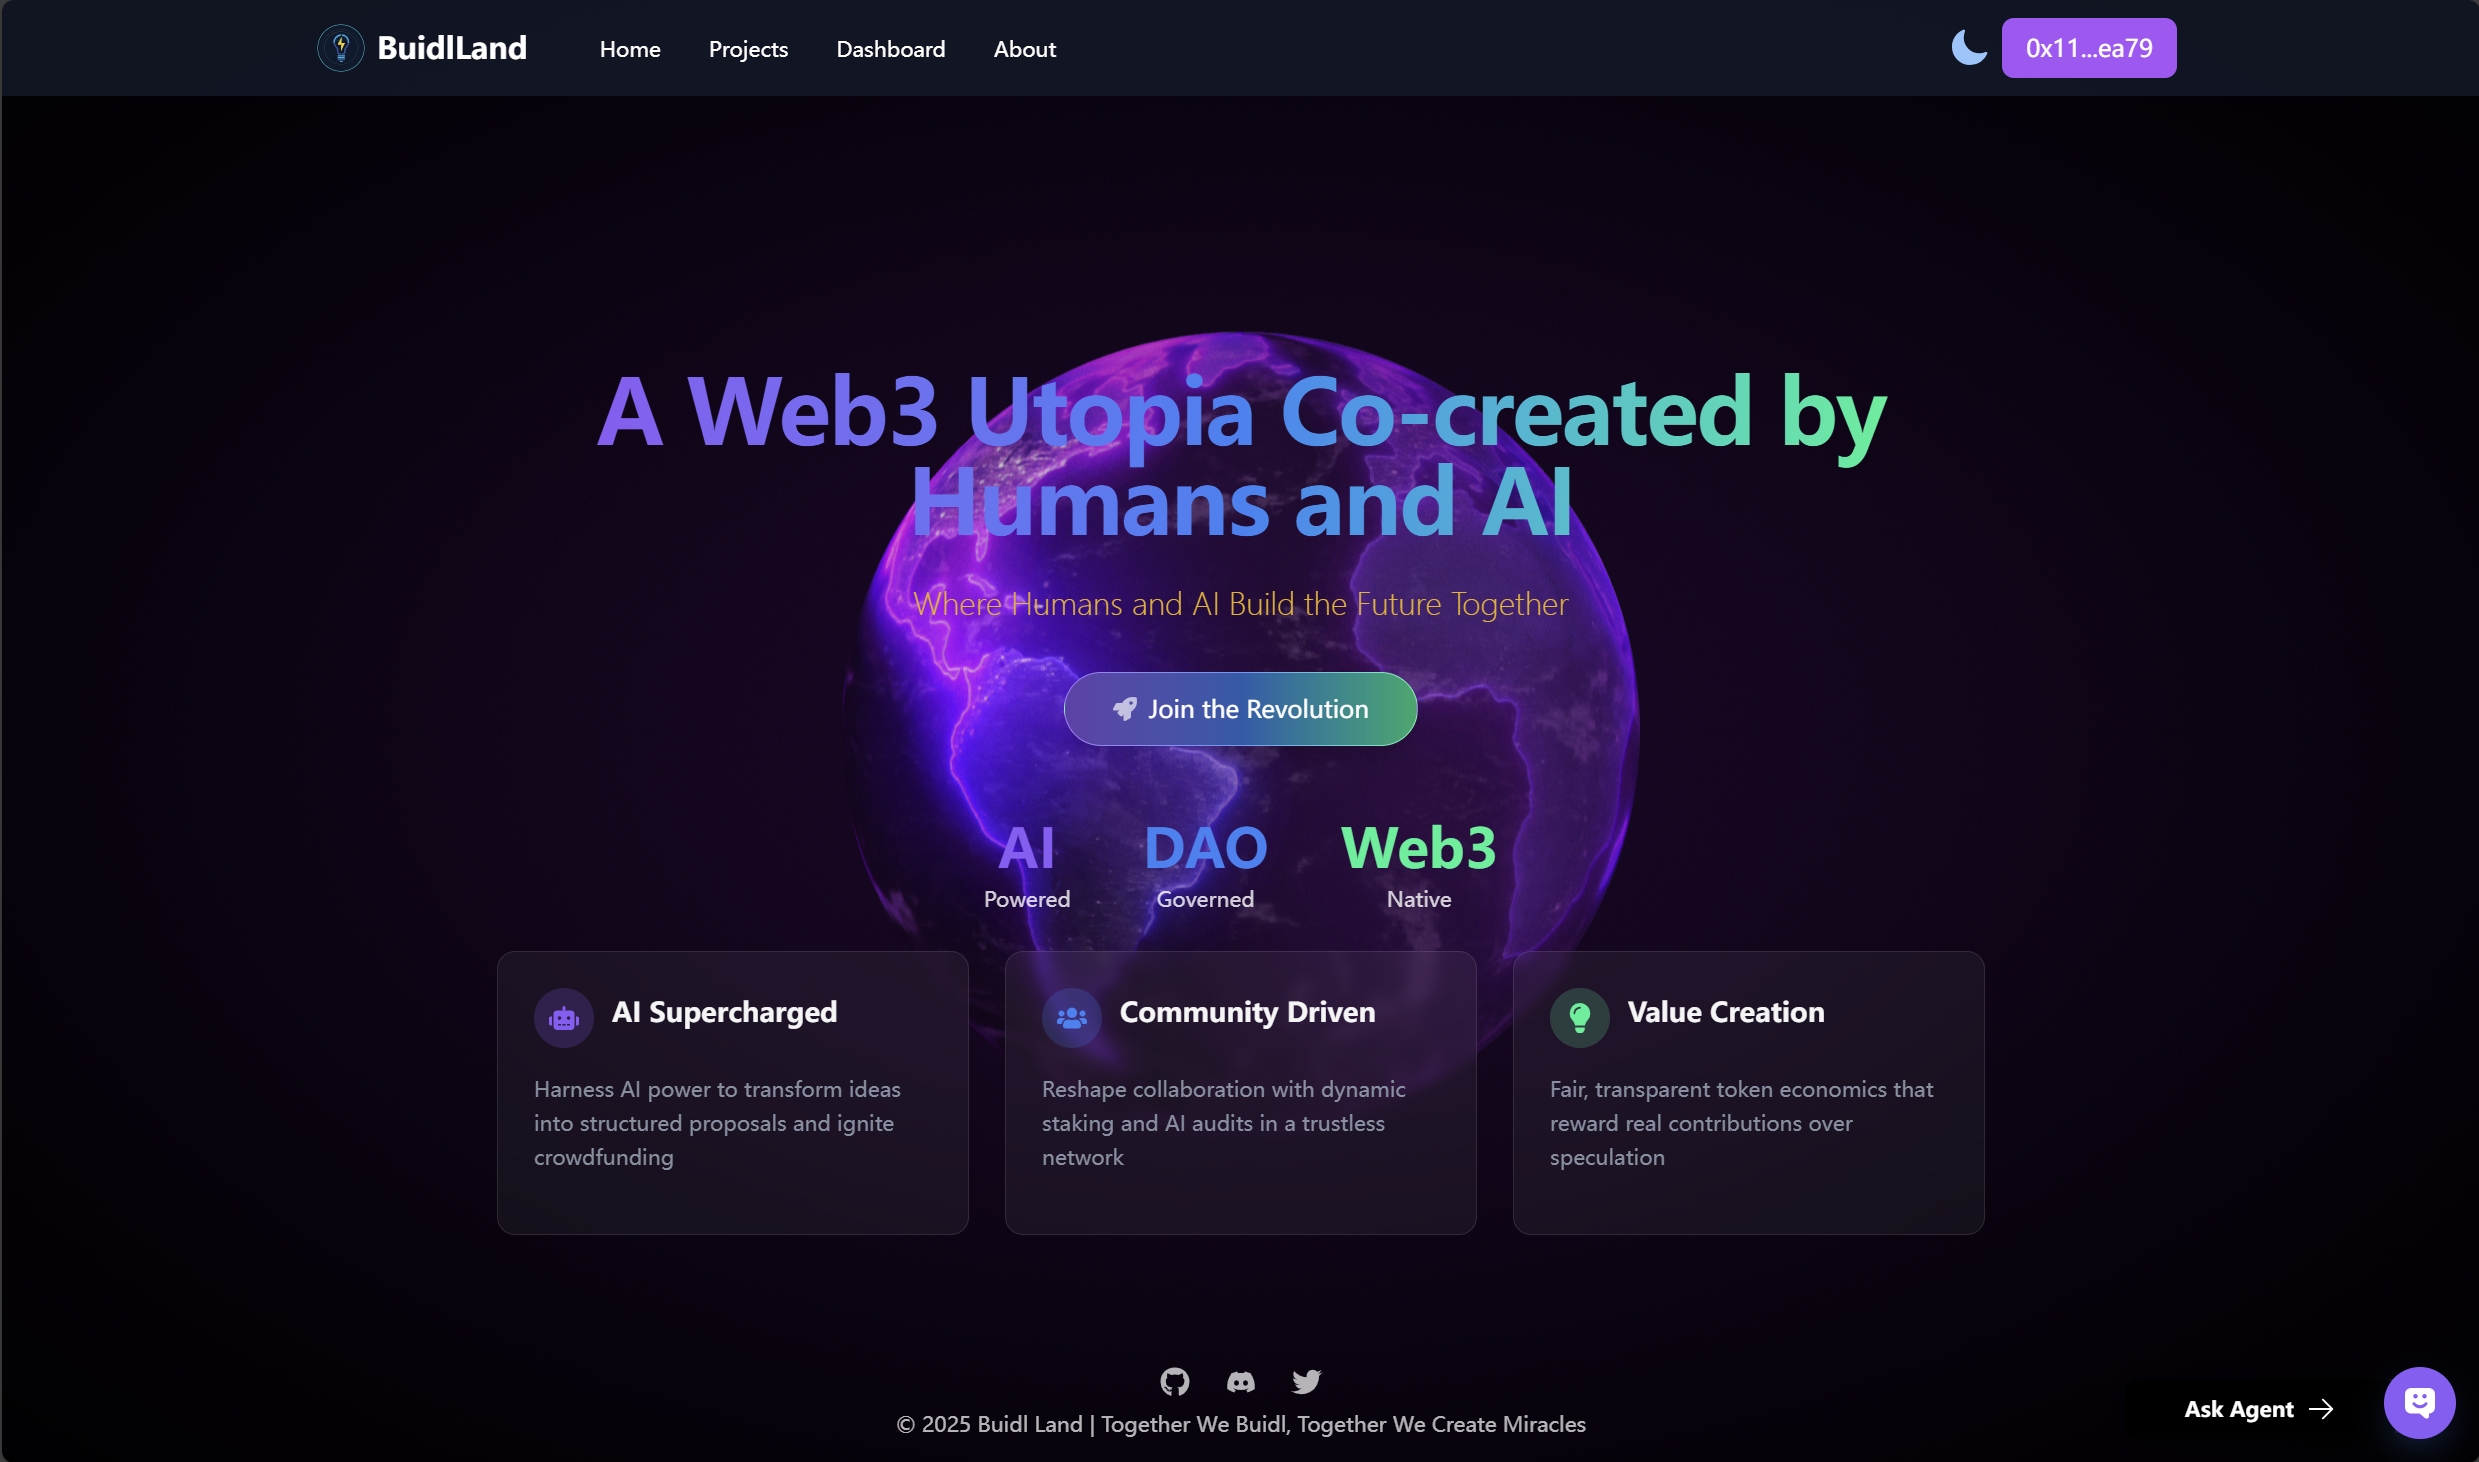 BuidlLand
Home
Projects
Dashboard
About
0x11...ea79
A Web3 Utopia Co-created by
Humans and AI
Where Humans and AI Build the Future Together
Join the Revolution
AI
Powered
DAO
Governed
Web3
Native
AI Supercharged
Harness AI power to transform ideas
into structured proposals and ignite
crowdfunding
Community Driven
Reshape collaboration with dynamic
staking and AI audits in a trustless
network
Value Creation
Fair, transparent token economics that
reward real contributions over
speculation
© 2025 Buidl Land | Together We Buidl, Together We Create Miracles
Ask Agent